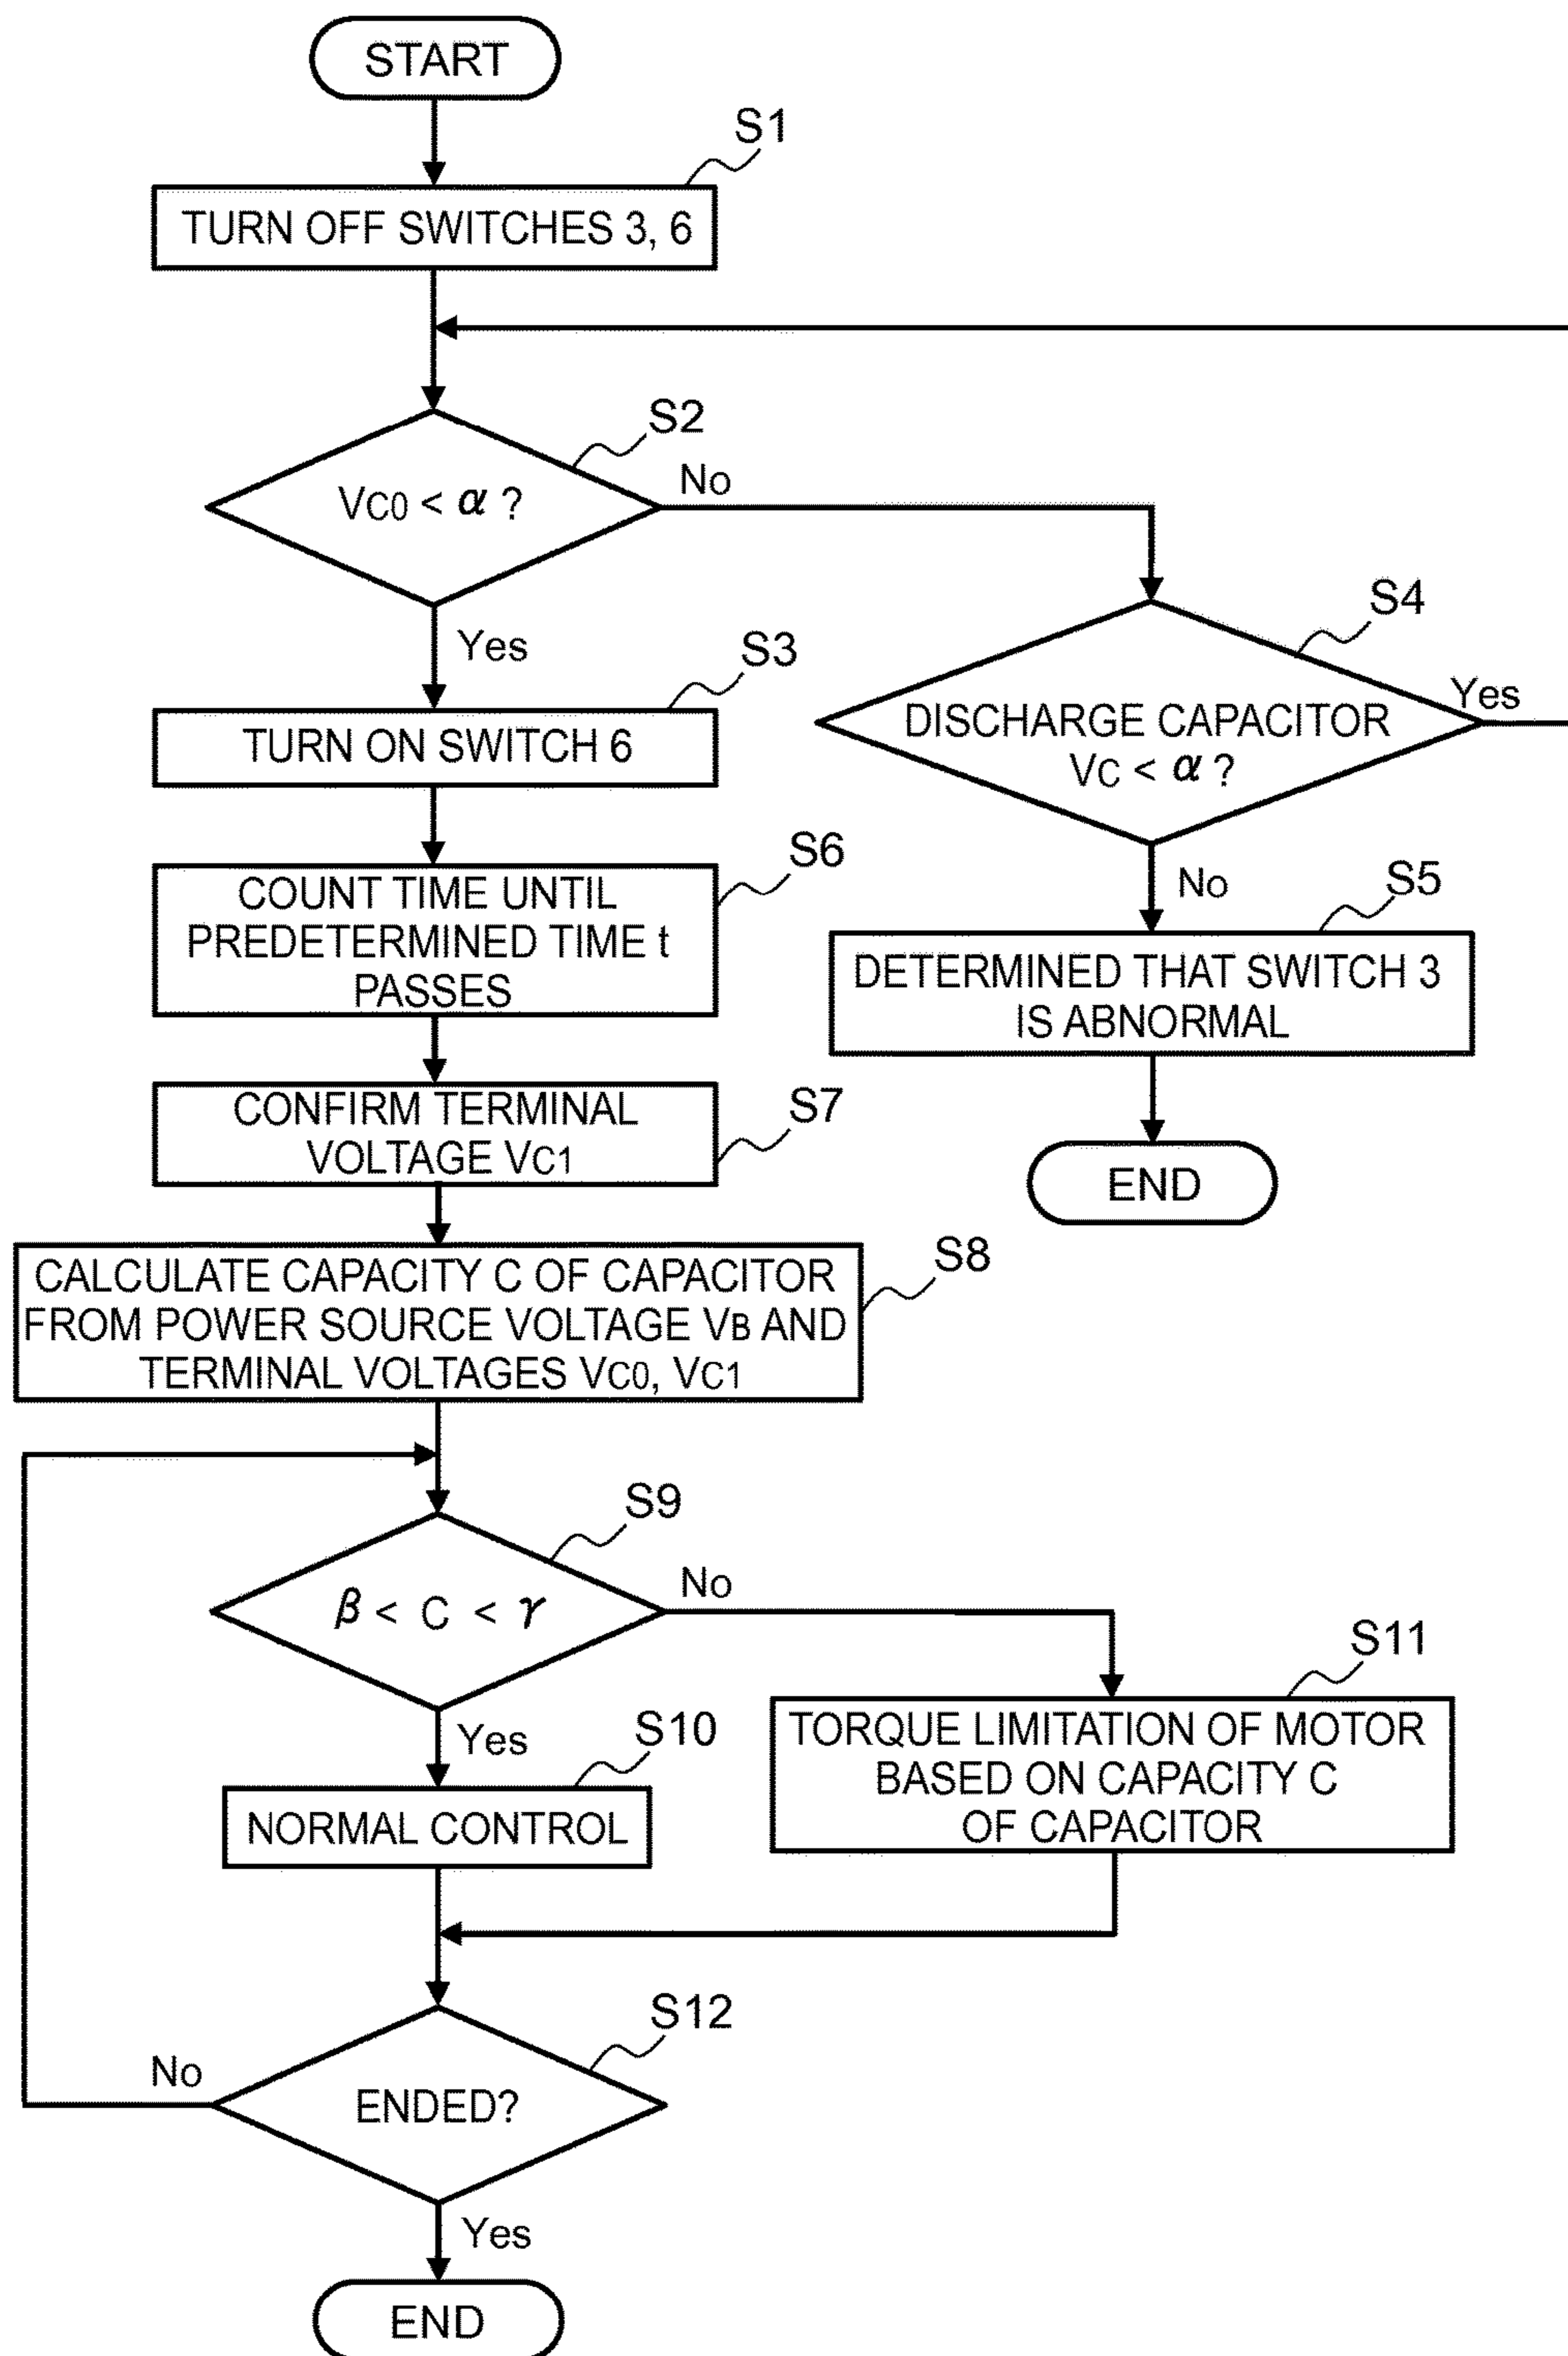 START
S1
TURN OFF SWITCHES 3, 6
S2
VC0 < α ?
No
Yes
S3
TURN ON SWITCH 6
S4
DISCHARGE CAPACITOR
VC < α ?
Yes
No
S5
DETERMINED THAT SWITCH 3
IS ABNORMAL
END
S6
COUNT TIME UNTIL
PREDETERMINED TIME t
PASSES
S7
CONFIRM TERMINAL
VOLTAGE VC1
S8
CALCULATE CAPACITY C OF CAPACITOR
FROM POWER SOURCE VOLTAGE VB AND
TERMINAL VOLTAGES VC0, VC1
S9
β < C < γ
No
Yes
S10
NORMAL CONTROL
S11
TORQUE LIMITATION OF MOTOR
BASED ON CAPACITY C
OF CAPACITOR
S12
ENDED?
No
Yes
END